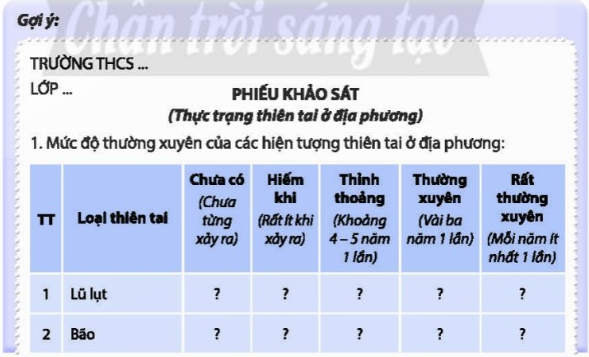 Gợi ý:
Chân trời sáng tạo
TRƯỜNG THCS ...
LỚP ...
PHIẾU KHẢO SÁT
(Thực trạng thiên tai ở địa phương)
1. Mức độ thường xuyên của các hiện tượng thiên tai ở địa phương:
TT Loại thiên tai Chưa có (Chưa từng xảy ra) Hiếm khi (Rất ít khi xảy ra) Thỉnh thoảng (Khoảng 4 – 5 năm 1 lần) Thường xuyên (Vài ba năm 1 lần) Rất thường xuyên (Mỗi năm ít nhất 1 lần)
1 Lũ lụt ? ? ? ? ?
2 Bão ? ? ? ? ?